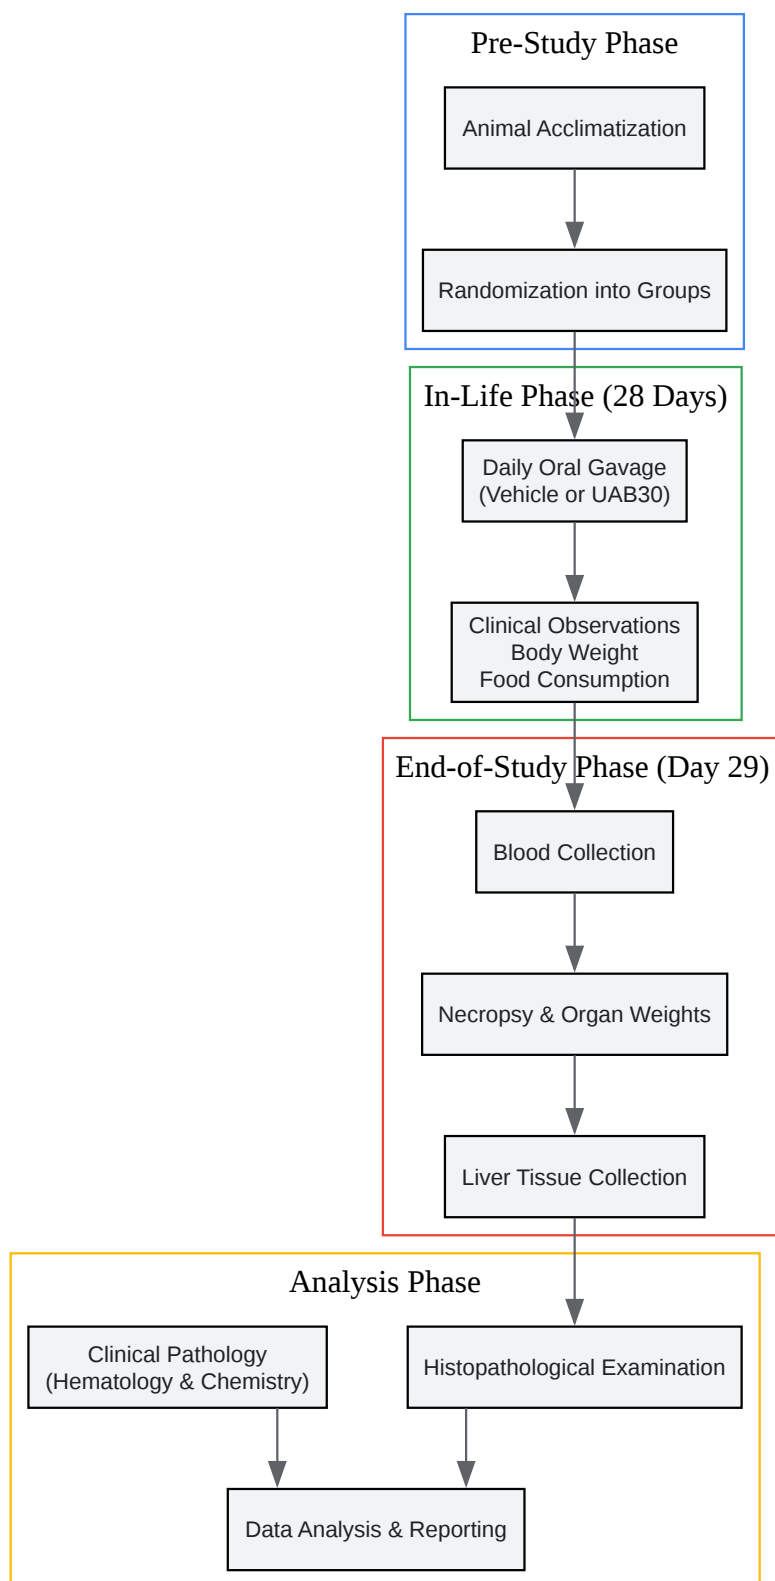 Pre-Study Phase
Animal Acclimatization
Randomization into Groups
In-Life Phase (28 Days)
Daily Oral Gavage
(Vehicle or UAB30)
Clinical Observations
Body Weight
Food Consumption
End-of-Study Phase (Day 29)
Blood Collection
Necropsy & Organ Weights
Liver Tissue Collection
Analysis Phase
Clinical Pathology
(Hematology & Chemistry)
Histopathological Examination
Data Analysis & Reporting